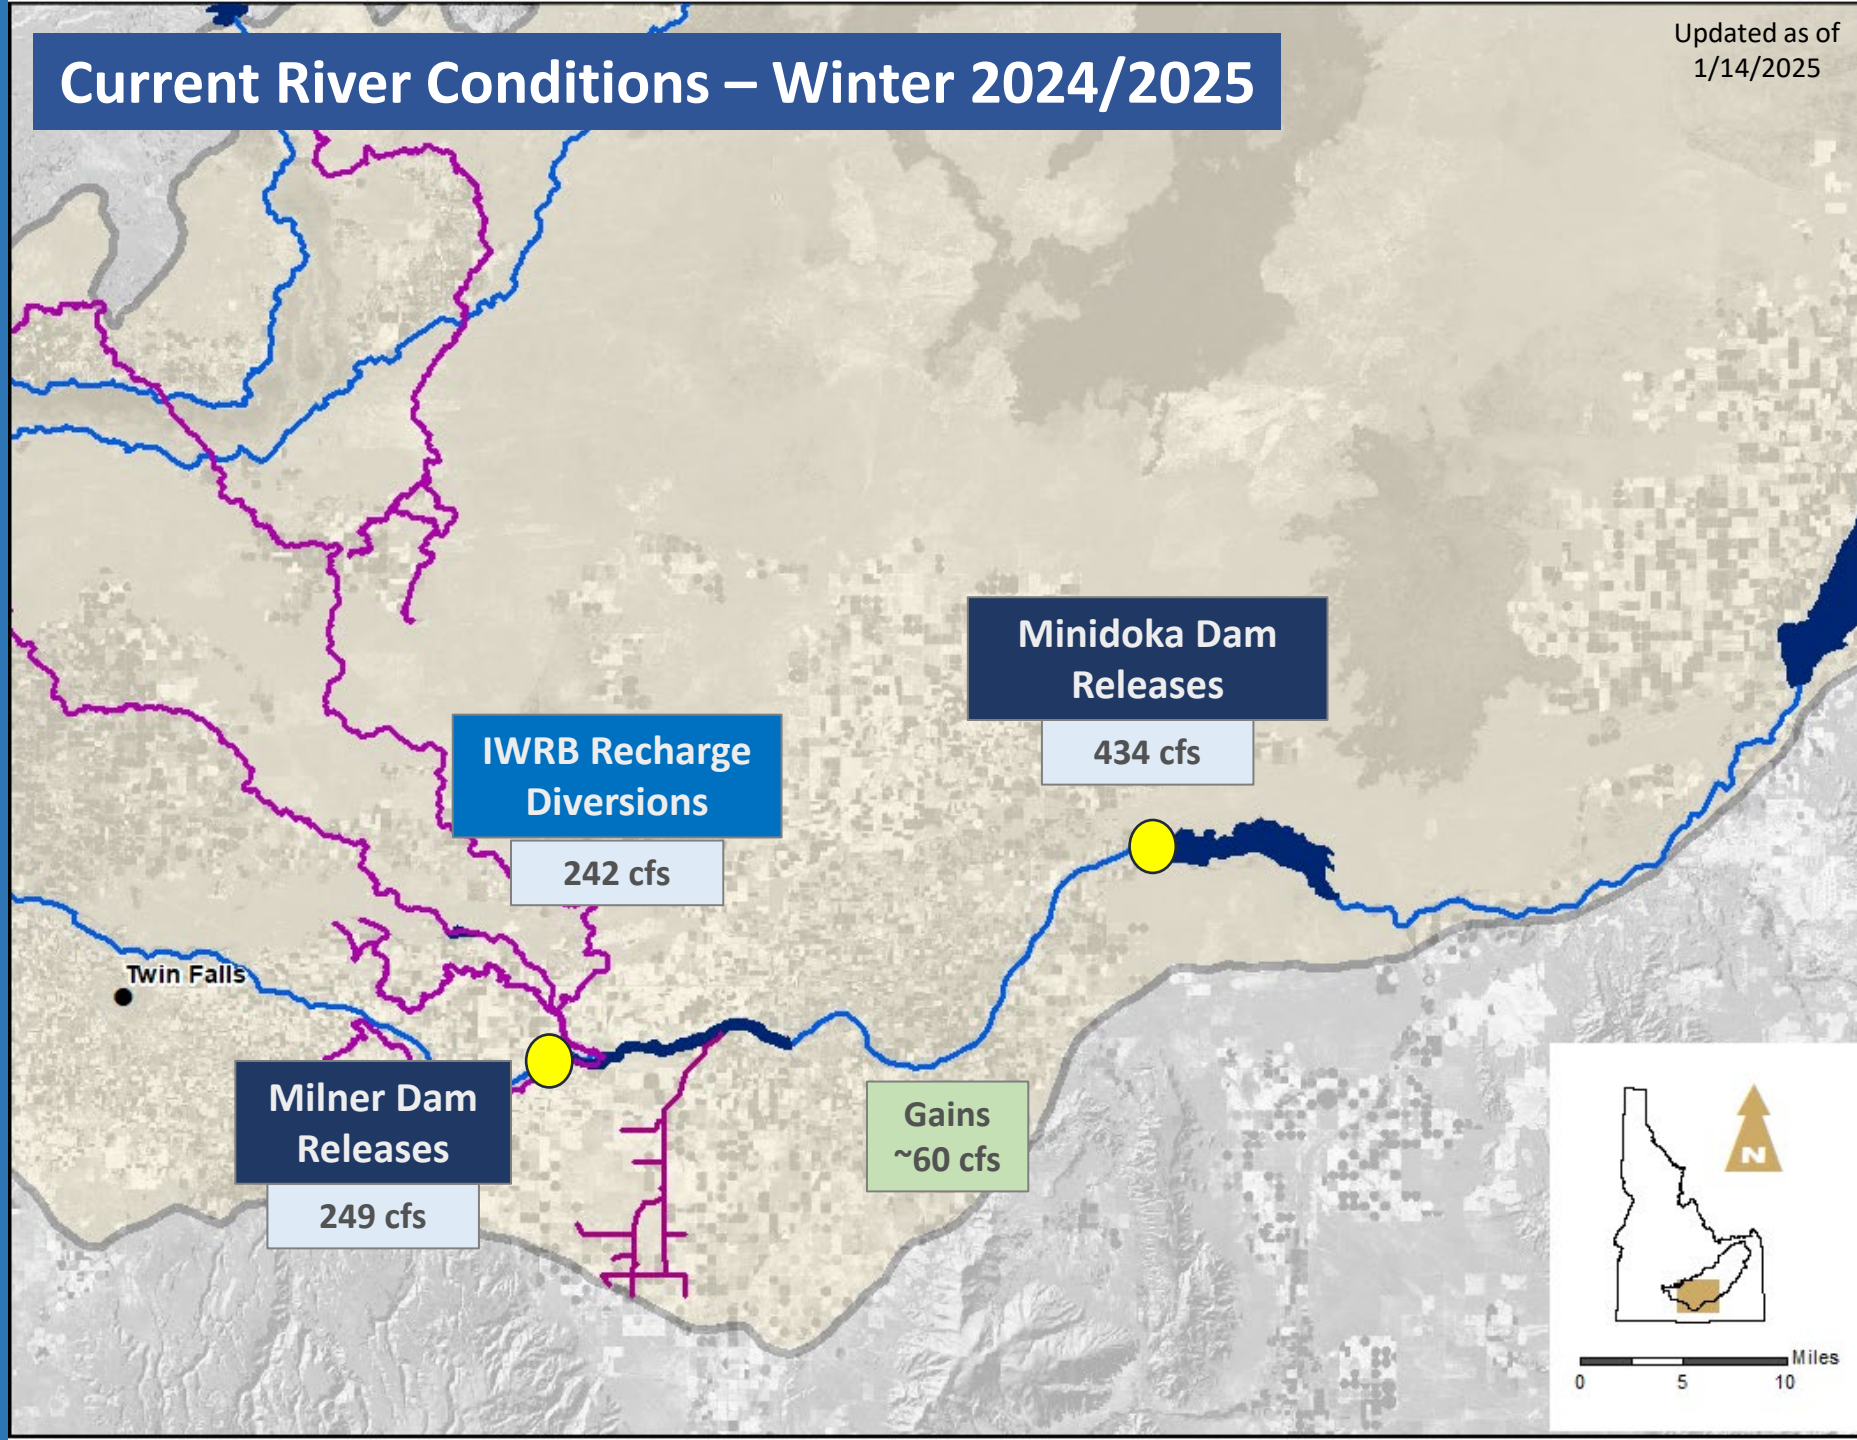 Current River Conditions – Winter 2024/2025
Updated as of
1/14/2025
Minidoka Dam
Releases
434 cfs
IWRB Recharge
Diversions
242 cfs
Twin Falls
Milner Dam
Releases
249 cfs
Gains
~60 cfs
N
Miles
0 5 10